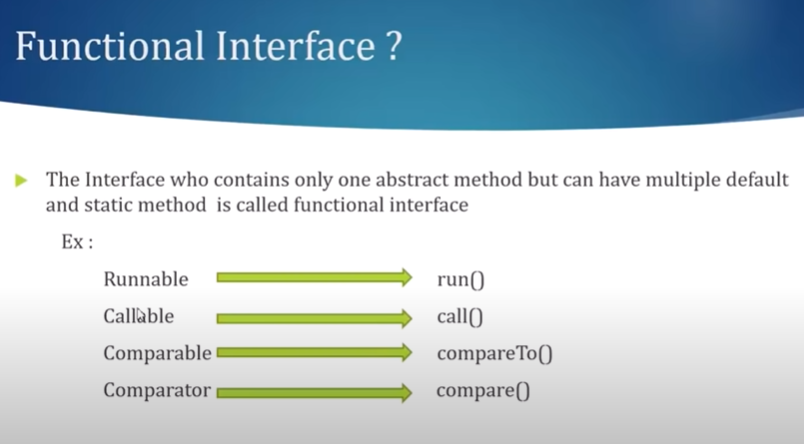 Functional Interface ?
The Interface who contains only one abstract method but can have multiple default
and static method is called functional interface
Ex :
Runnable run()
Callable call()
Comparable compareTo()
Comparator compare()